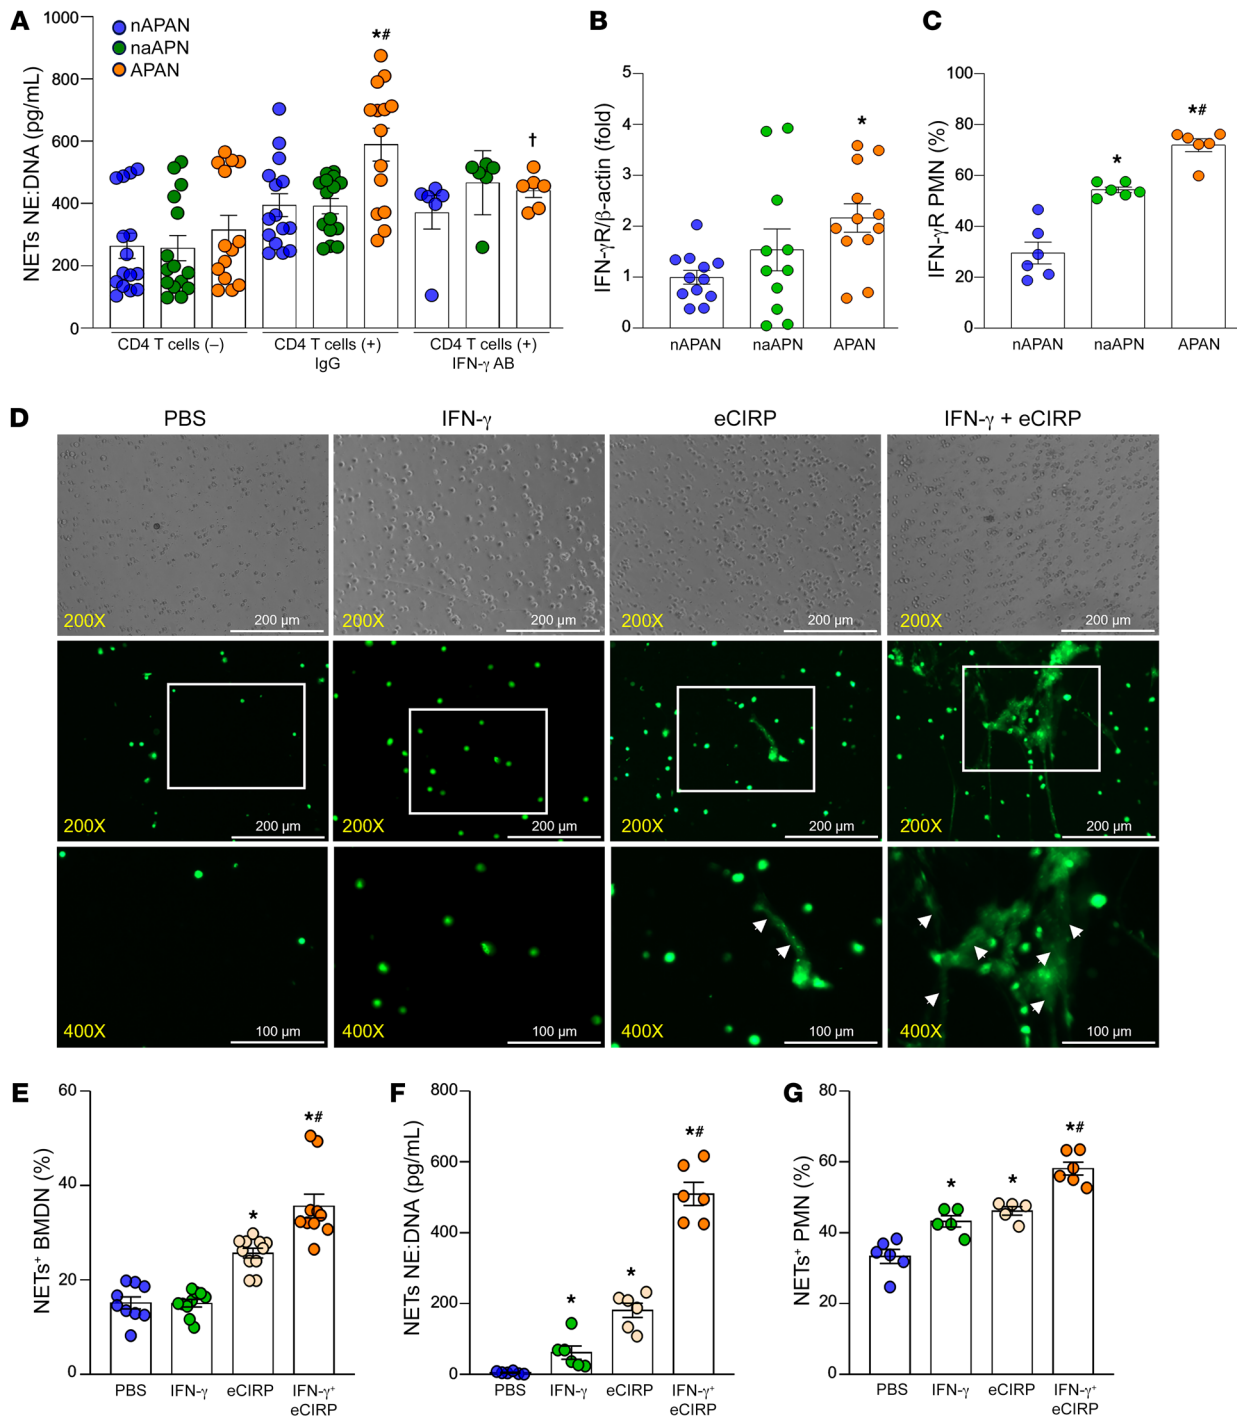 A
NETs NE:DNA (pg/mL)
1000
800
600
400
200
0
nAPAN
naAPN
APAN
*#
†
CD4 T cells (–)
CD4 T cells (+)
IgG
CD4 T cells (+)
IFN-γ AB
B
IFN-γR/β-actin (fold)
5
4
3
2
1
0
*
nAPAN
naAPN
APAN
C
IFN-γR PMN (%)
100
80
60
40
20
0
*
*#
nAPAN
naAPN
APAN
D
PBS
IFN-γ
eCIRP
IFN-γ + eCIRP
200X
200 μm
200X
200 μm
200X
200 μm
200X
200 μm
200X
200 μm
200X
200 μm
200X
200 μm
200X
200 μm
400X
100 μm
400X
100 μm
400X
100 μm
400X
100 μm
E
NETs⁺ BMDN (%)
60
40
20
0
*
*#
PBS
IFN-γ
eCIRP
IFN-γ⁺
eCIRP
F
NETs NE:DNA (pg/mL)
800
600
400
200
0
*
*
*#
PBS
IFN-γ
eCIRP
IFN-γ⁺
eCIRP
G
NETs⁺ PMN (%)
80
60
40
20
0
*
*
*#
PBS
IFN-γ
eCIRP
IFN-γ⁺
eCIRP